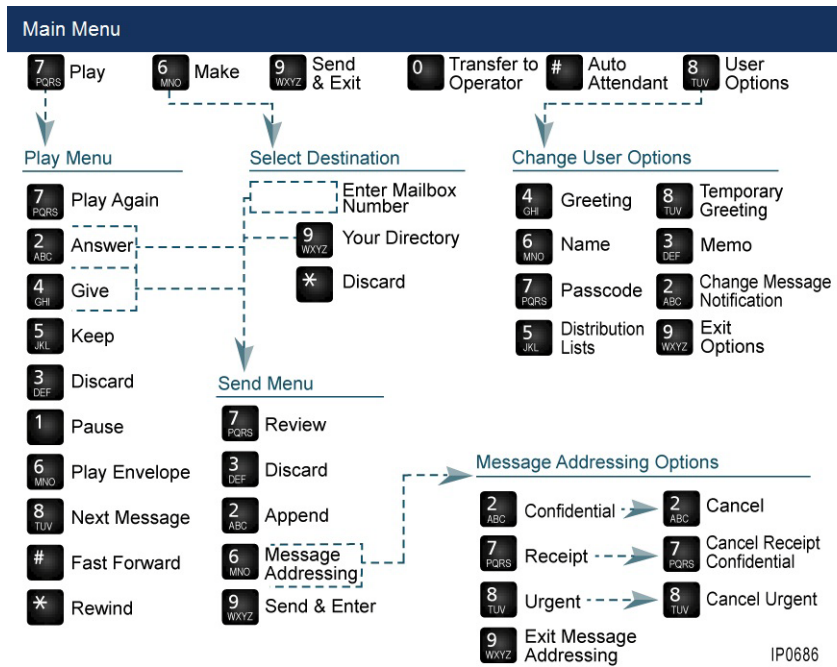 Main Menu
7 PQRS Play
6 MNO Make
9 WXYZ Send
& Exit
0 Transfer to
Operator
# Auto
Attendant
8 TUV User
Options
Play Menu
7 PQRS Play Again
2 ABC Answer
4 GHI Give
5 JKL Keep
3 DEF Discard
1 Pause
6 MNO Play Envelope
8 TUV Next Message
# Fast Forward
* Rewind
Select Destination
Enter Mailbox
Number
9 WXYZ Your Directory
* Discard
Send Menu
7 PQRS Review
3 DEF Discard
2 ABC Append
6 MNO Message
Addressing
9 WXYZ Send & Enter
Change User Options
4 GHI Greeting
8 TUV Temporary
Greeting
6 MNO Name
3 DEF Memo
7 PQRS Passcode
2 ABC Change Message
Notification
5 JKL Distribution
Lists
9 WXYZ Exit
Options
Message Addressing Options
2 ABC Confidential
2 ABC Cancel
7 PQRS Receipt
7 PQRS Cancel Receipt
Confidential
8 TUV Urgent
8 TUV Cancel Urgent
9 WXYZ Exit Message
Addressing
IP0686